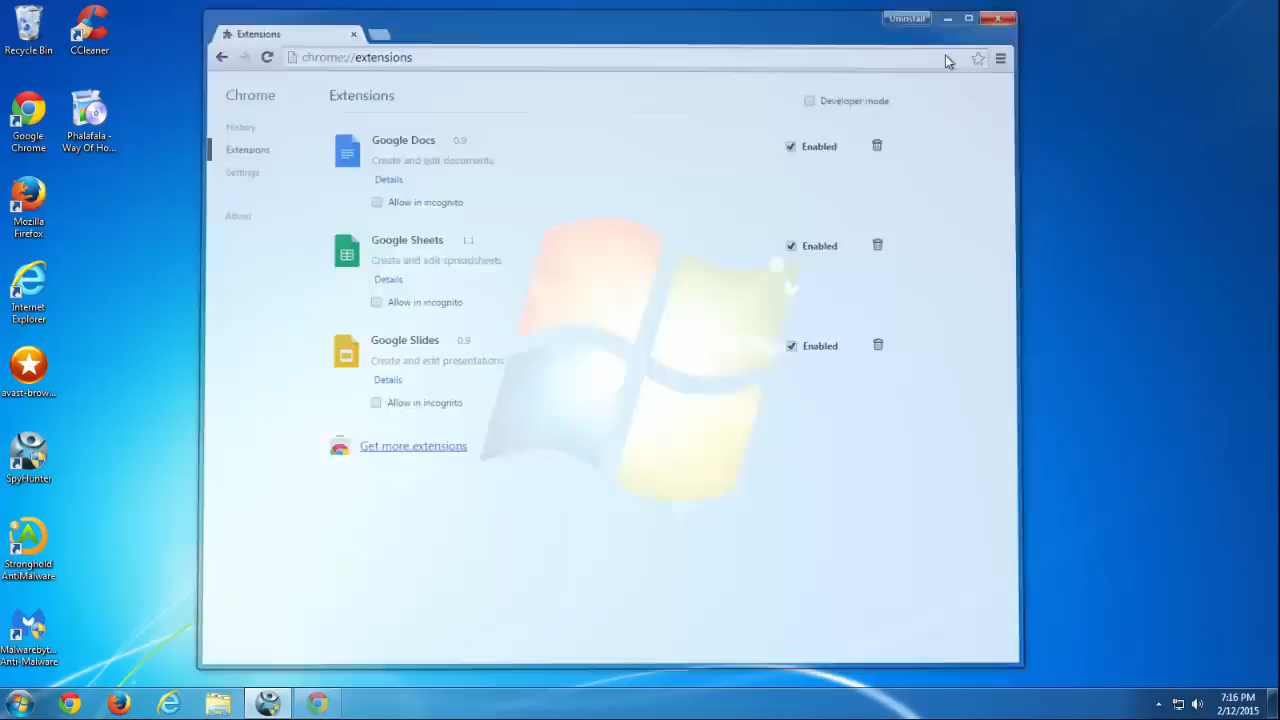 Recycle Bin
CCleaner
Google Chrome
Phalafala - Way Of Ho...
Mozilla Firefox
Internet Explorer
avast-brow...
SpyHunter
Stronghold AntiMalware
Malwarebyt... Anti-Malware
Uninstall
Extensions
chrome://extensions
Chrome
History
Extensions
Settings
About
Extensions
Developer mode
Google Docs 0.9
Create and edit documents
Details
Allow in incognito
Enabled
Google Sheets 1.1
Create and edit spreadsheets
Details
Allow in incognito
Enabled
Google Slides 0.9
Create and edit presentations
Details
Allow in incognito
Enabled
Get more extensions
7:16 PM
2/12/2015